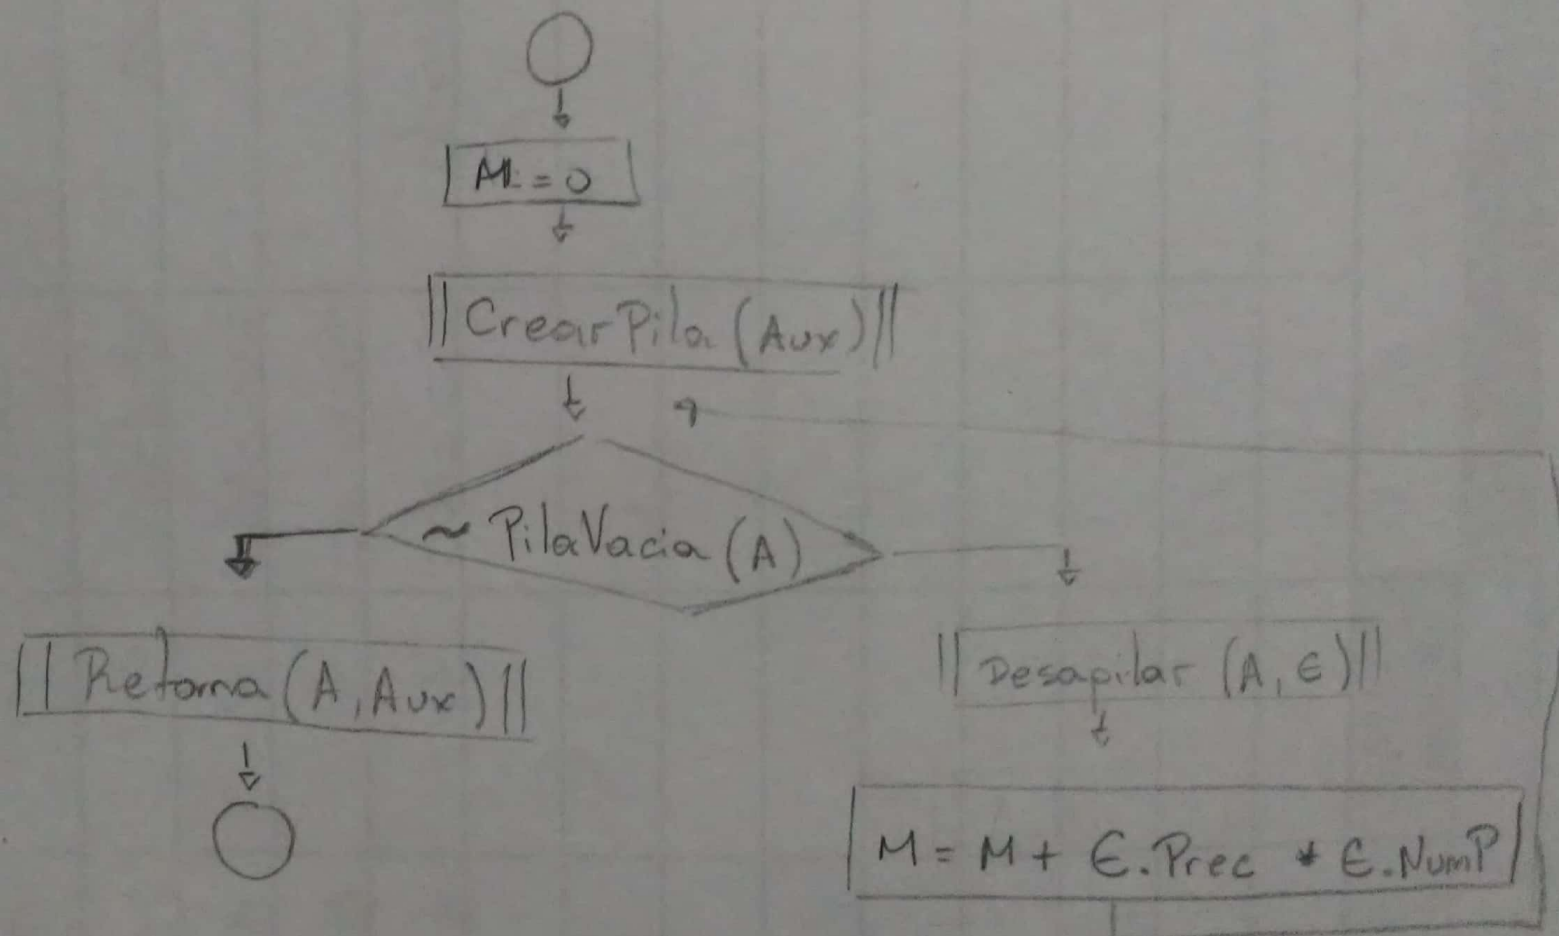 M = 0
|| CrearPila (Aux) ||
~ PilaVacia (A)
|| Retorna (A, Aux) ||
|| Desapilar (A, E) ||
M = M + E.Prec * E.NumP